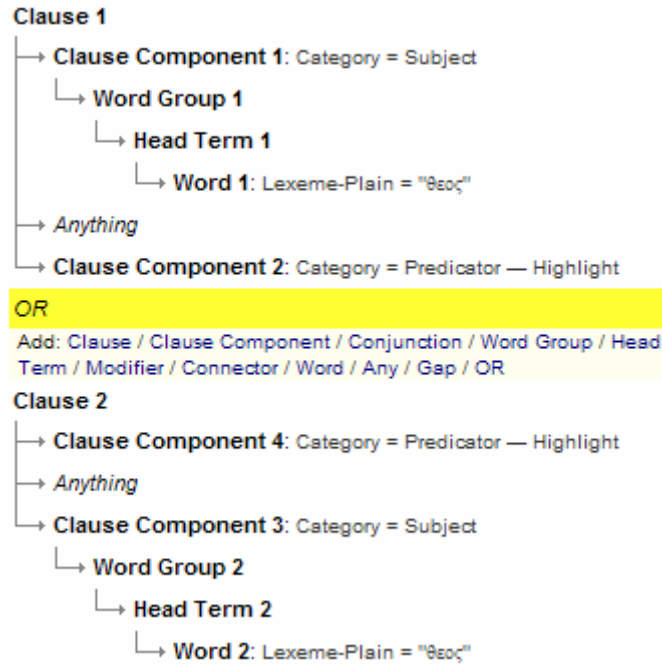 Clause 1
Clause Component 1: Category = Subject
Word Group 1
Head Term 1
Word 1: Lexeme-Plain = "θεος"
Anything
Clause Component 2: Category = Predicator — Highlight
OR
Add: Clause / Clause Component / Conjunction / Word Group / Head
Term / Modifier / Connector / Word / Any / Gap / OR
Clause 2
Clause Component 4: Category = Predicator — Highlight
Anything
Clause Component 3: Category = Subject
Word Group 2
Head Term 2
Word 2: Lexeme-Plain = "θεος"